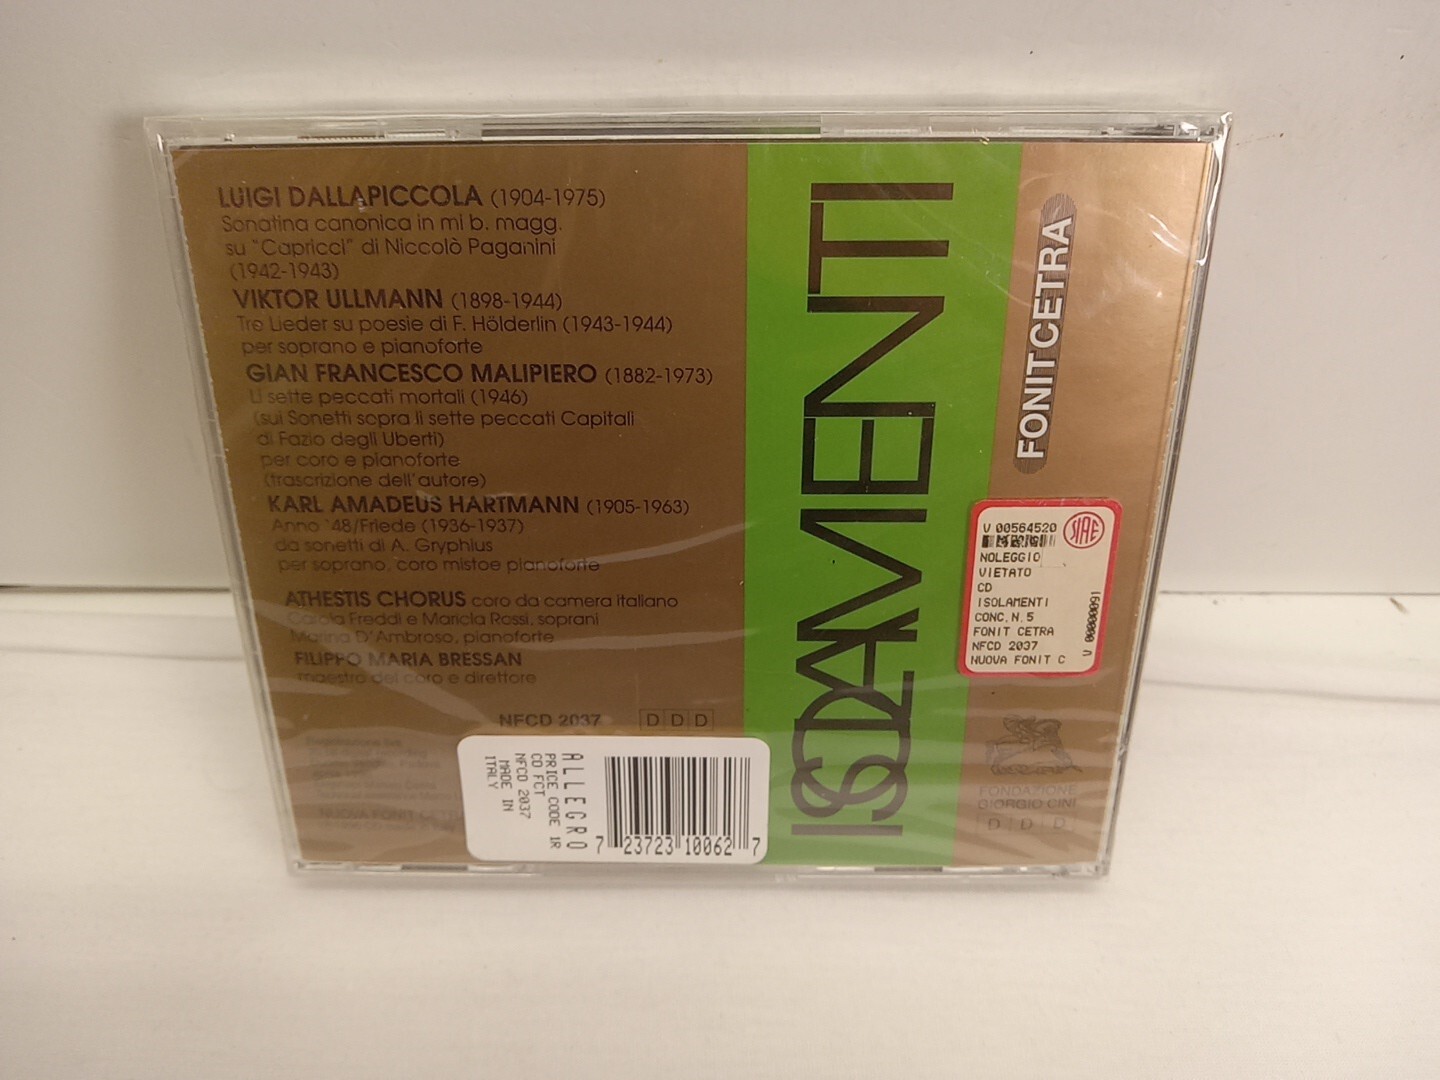 LUIGI DALLAPICCOLA (1904-1975)
Sonatina canonica in mi b. magg.
su "Capricci" di Niccolò Paganini
(1942-1943)
VIKTOR ULLMANN (1898-1944)
Tre Lieder su poesie di F. Hölderlin (1943-1944)
per soprano e pianoforte
GIAN FRANCESCO MALIPIERO (1882-1973)
Li sette peccati mortali (1946)
(sui Sonetti sopra li sette peccati Capitali
di Fazio degli Uberti)
per coro e pianoforte
(trascrizione dell'autore)
KARL AMADEUS HARTMANN (1905-1963)
Anno '48/Friede (1936-1937)
da sonetti di A. Gryphius
per soprano, coro mistoe pianoforte
ATHESTIS CHORUS coro da camera italiano
Carola Freddi e Maricla Rossi, soprani
Marina D'Ambroso, pianoforte
FILIPPO MARIA BRESSAN
maestro del coro e direttore
NFCD 2037 DDD
NUOVA FONIT CETRA
ALLEGRO
PRICE CODE 1R
CD FCT
NFCD 2037
MADE IN
ITALY
7 23723 10062 7
ISOLAMENTI
FONIT CETRA
V 00564520
SIAE
NOLEGGIO
VIETATO
CD
ISOLAMENTI
CONC.N.5
FONIT CETRA
NFCD 2037
NUOVA FONIT C
V 00000091
FONDAZIONE
GIORGIO CINI
DDD